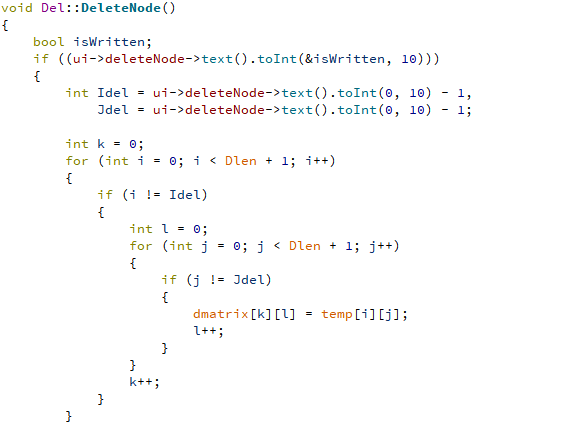 void Del::DeleteNode()
{
    bool isWritten;
    if ((ui->deleteNode->text().toInt(&isWritten, 10)))
    {
        int Idel = ui->deleteNode->text().toInt(0, 10) - 1,
            Jdel = ui->deleteNode->text().toInt(0, 10) - 1;

        int k = 0;
        for (int i = 0; i < Dlen + 1; i++)
        {
            if (i != Idel)
            {
                int l = 0;
                for (int j = 0; j < Dlen + 1; j++)
                {
                    if (j != Jdel)
                    {
                        dmatrix[k][l] = temp[i][j];
                        l++;
                    }
                }
                k++;
            }
        }